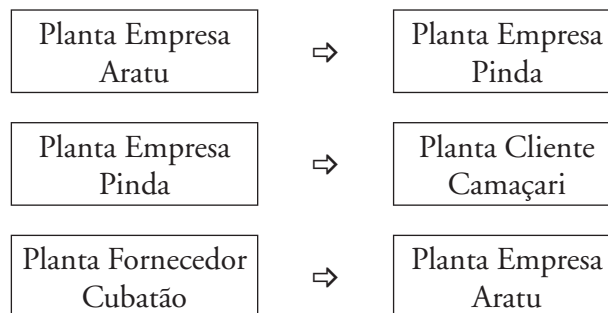 Planta Empresa
Aratu
⇨
Planta Empresa
Pinda
Planta Empresa
Pinda
⇨
Planta Cliente
Camaçari
Planta Fornecedor
Cubatão
⇨
Planta Empresa
Aratu